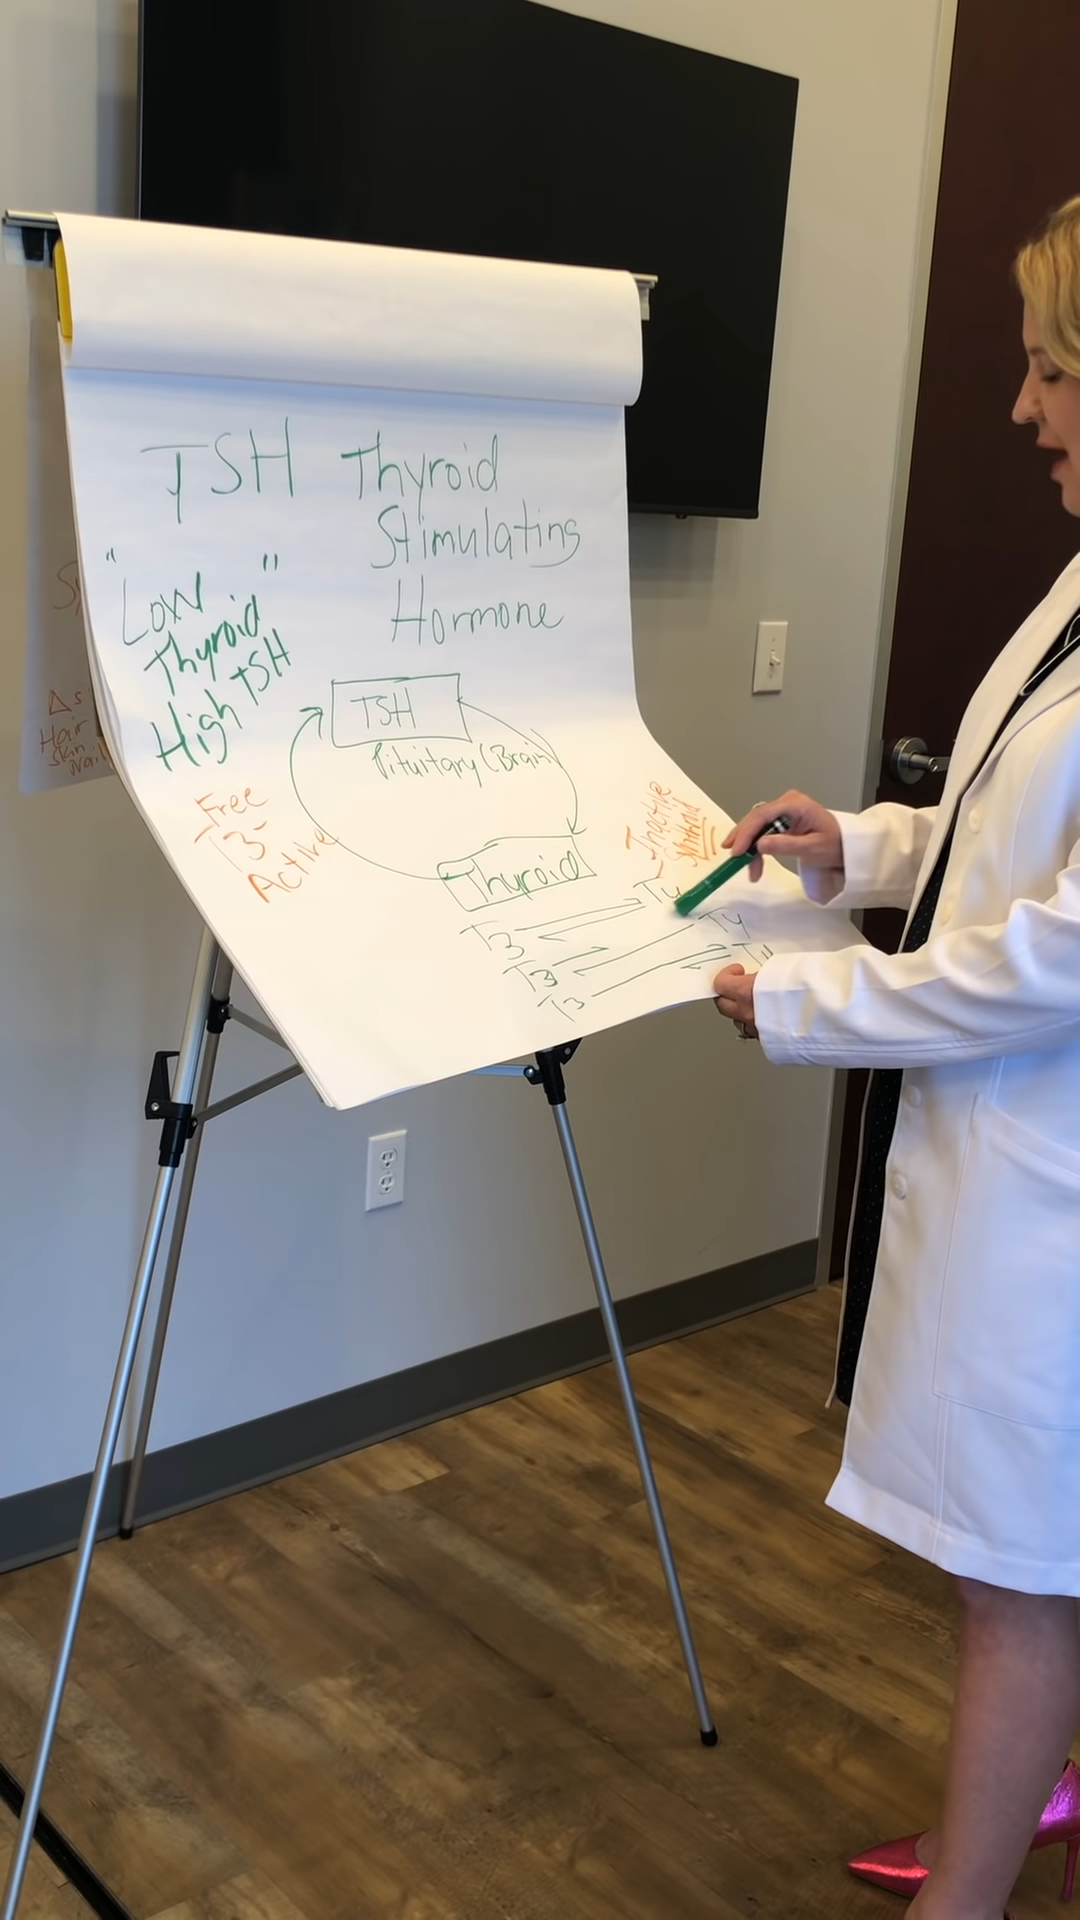 TSH Thyroid
Stimulating
Hormone
"Low"
Thyroid
High TSH
TSH
Pituitary (Brain)
Free
T3-
Active
Thyroid
Inactive
T4
T3
T4
T3
T3
Δs
Hair
Skin